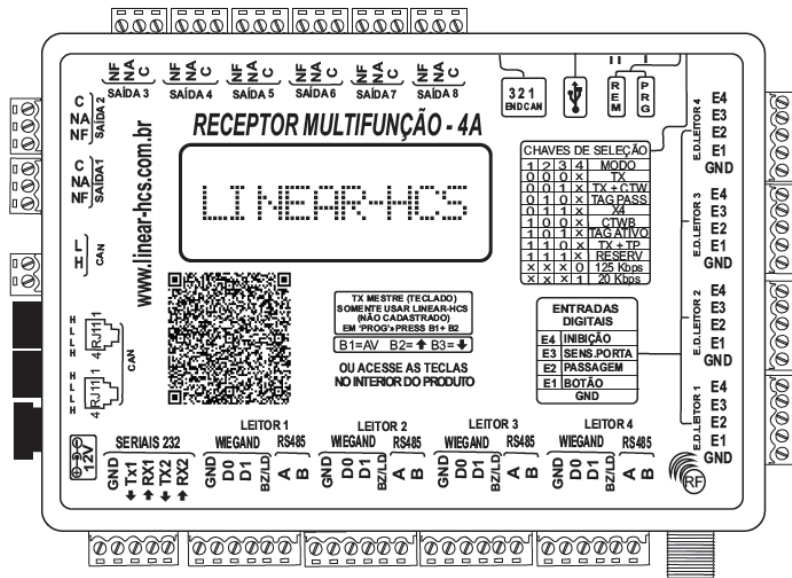 NF NA C NF NA C NF NA C NF NA C NF NA C NF NA C
SAÍDA 3 SAÍDA 4 SAÍDA 5 SAÍDA 6 SAÍDA 7 SAÍDA 8
3 2 1
ENDCAN
REM
PRG
C
NA
NF
SAÍDA 2
C
NA
NF
SAÍDA1
L
H
CAN
www.linear-hcs.com.br
RECEPTOR MULTIFUNÇÃO - 4A
LINEAR-HCS
CHAVES DE SELEÇÃO
1 2 3 4 MODO
0 0 0 x TX
0 0 1 x TX + CTW
0 1 0 x TAG PASS
0 1 1 x X4
1 0 0 x CTWB
1 0 1 x TAG ATIVO
1 1 0 x TX + TP
1 1 1 x RESERV
x x x 0 125 Kbps
x x x 1 20 Kbps
E4
E3
E2
E1
GND
E.D.LEITOR 4
E4
E3
E2
E1
GND
E.D.LEITOR 3
E4
E3
E2
E1
GND
E.D.LEITOR 2
E4
E3
E2
E1
GND
E.D.LEITOR 1
H
L
L
H
4 RJ11 1
H
L
L
H
4 RJ11 1
CAN
TX MESTRE (TECLADO)
SOMENTE USAR LINEAR-HCS
(NÃO CADASTRADO)
EM 'PROG's PRESS B1+ B2
B1=AV B2= B3=
OU ACESSE AS TECLAS
NO INTERIOR DO PRODUTO
ENTRADAS
DIGITAIS
E4 INIBIÇÃO
E3 SENS.PORTA
E2 PASSAGEM
E1 BOTÃO
GND
12V
SERIAIS 232
GND Tx1 RX1 TX2 RX2
LEITOR 1
WIEGAND RS485
GND D0 D1 BZ/LD A B
LEITOR 2
WIEGAND RS485
GND D0 D1 BZ/LD A B
LEITOR 3
WIEGAND RS485
GND D0 D1 BZ/LD A B
LEITOR 4
WIEGAND RS485
GND D0 D1 BZ/LD A B
RF